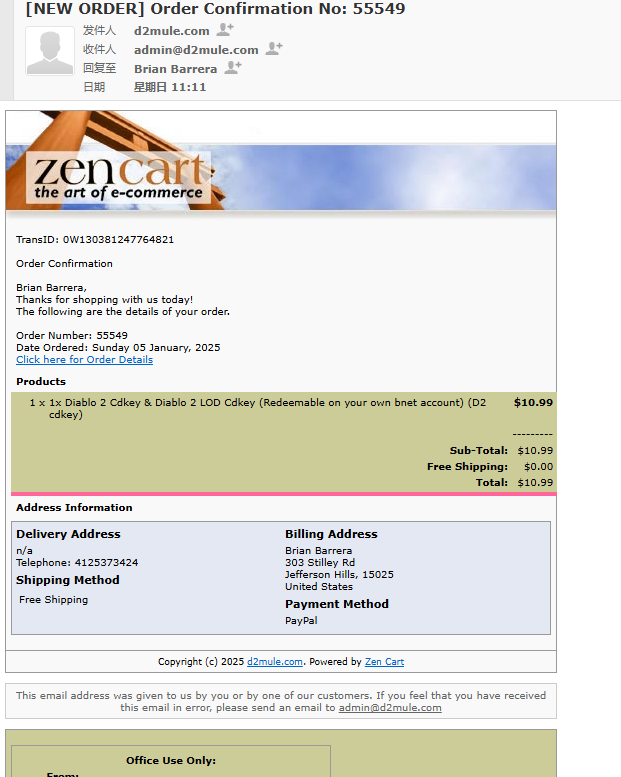 [NEW ORDER] Order Confirmation No: 55549
发件人 d2mule.com
收件人 admin@d2mule.com
回复至 Brian Barrera
日期 星期日 11:11
zencart
the art of e-commerce
TransID: 0W130381247764821
Order Confirmation
Brian Barrera,
Thanks for shopping with us today!
The following are the details of your order.
Order Number: 55549
Date Ordered: Sunday 05 January, 2025
Click here for Order Details
Products
1 x 1x Diablo 2 Cdkey & Diablo 2 LOD Cdkey (Redeemable on your own bnet account) (D2 $10.99
cdkey)
---------
Sub-Total: $10.99
Free Shipping: $0.00
Total: $10.99
Address Information
Delivery Address
n/a
Telephone: 4125373424
Shipping Method
Free Shipping
Billing Address
Brian Barrera
303 Stilley Rd
Jefferson Hills, 15025
United States
Payment Method
PayPal
Copyright (c) 2025 d2mule.com. Powered by Zen Cart
This email address was given to us by you or by one of our customers. If you feel that you have received
this email in error, please send an email to admin@d2mule.com
Office Use Only:
From: